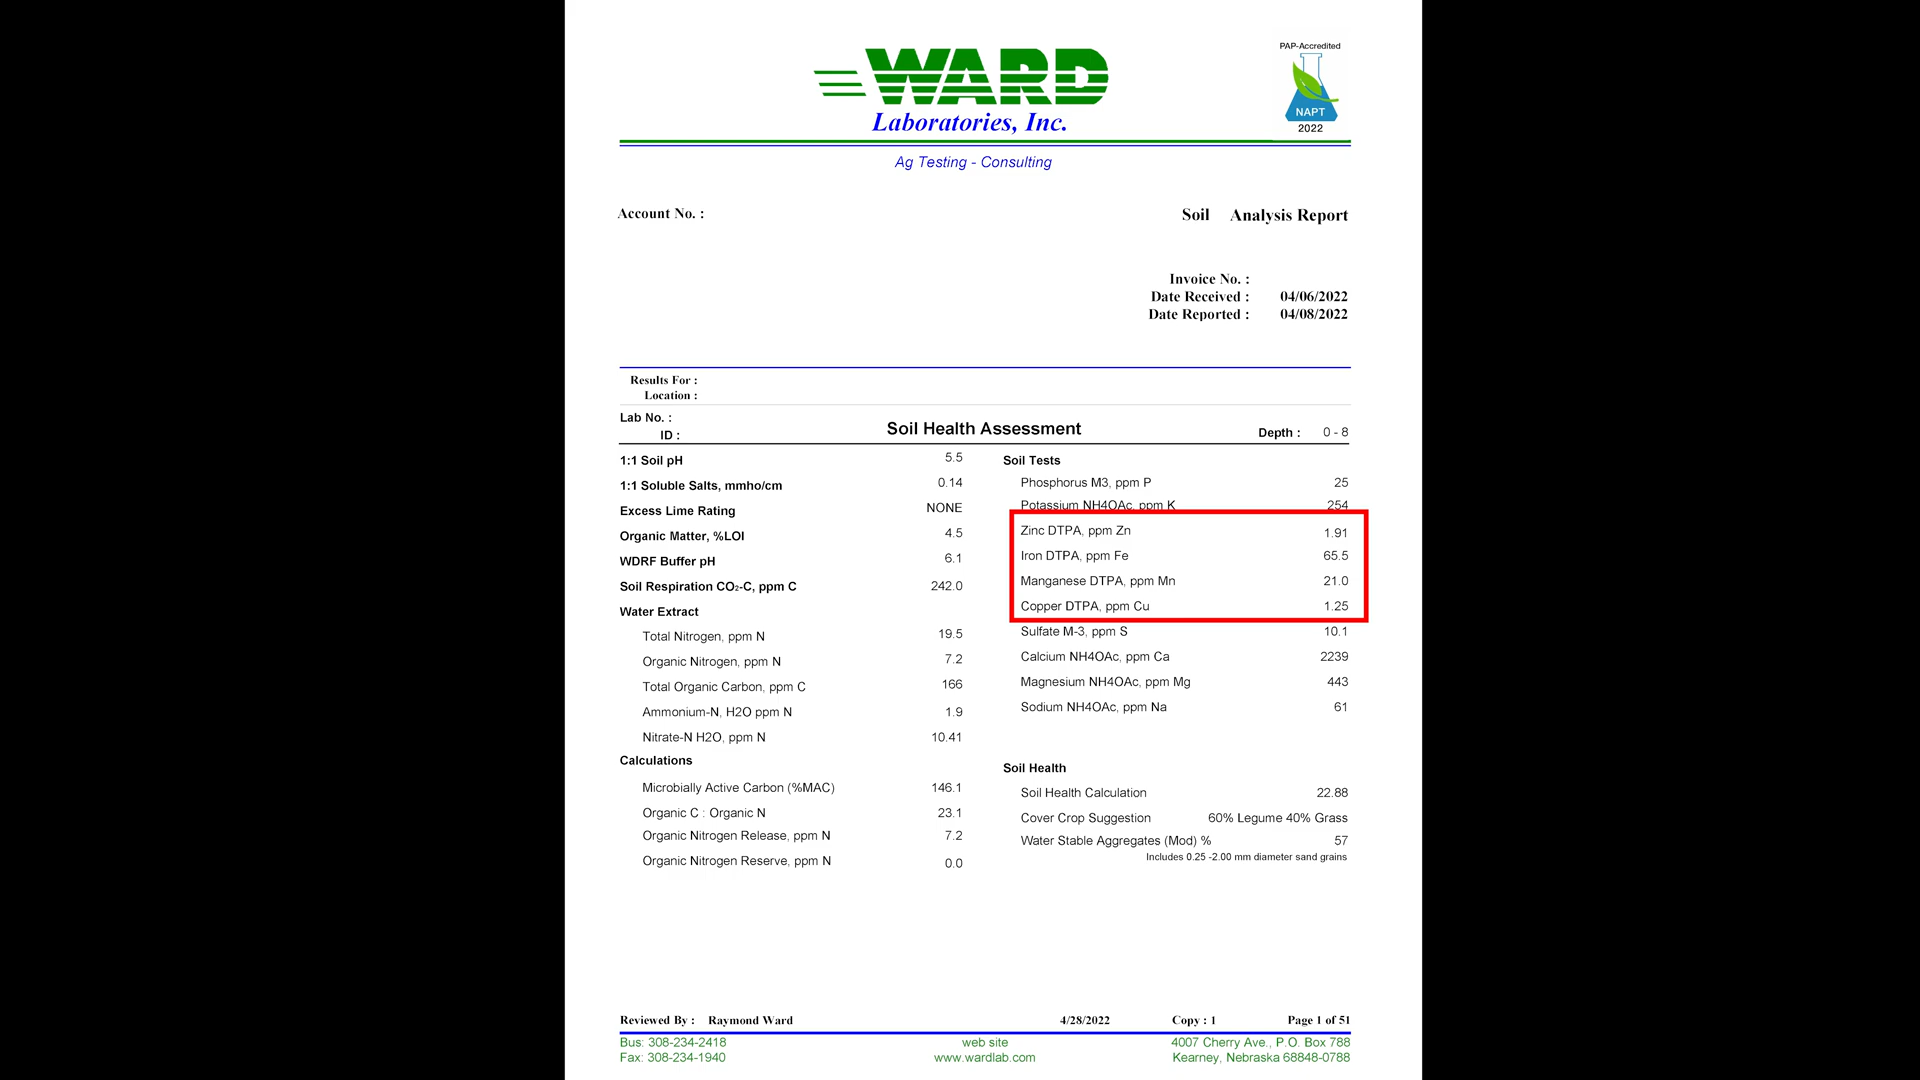 WARD
Laboratories, Inc.
PAP-Accredited
NAPT
2022
Ag Testing - Consulting
Account No. :
Soil Analysis Report
Invoice No. :
Date Received : 04/06/2022
Date Reported : 04/08/2022
Results For :
Location :
Lab No. :
ID :
Soil Health Assessment
Depth : 0 - 8
1:1 Soil pH 5.5
1:1 Soluble Salts, mmho/cm 0.14
Excess Lime Rating NONE
Organic Matter, %LOI 4.5
WDRF Buffer pH 6.1
Soil Respiration CO2-C, ppm C 242.0
Water Extract
Total Nitrogen, ppm N 19.5
Organic Nitrogen, ppm N 7.2
Total Organic Carbon, ppm C 166
Ammonium-N, H2O ppm N 1.9
Nitrate-N H2O, ppm N 10.41
Calculations
Microbially Active Carbon (%MAC) 146.1
Organic C : Organic N 23.1
Organic Nitrogen Release, ppm N 7.2
Organic Nitrogen Reserve, ppm N 0.0
Soil Tests
Phosphorus M3, ppm P 25
Potassium NH4OAc, ppm K 254
Zinc DTPA, ppm Zn 1.91
Iron DTPA, ppm Fe 65.5
Manganese DTPA, ppm Mn 21.0
Copper DTPA, ppm Cu 1.25
Sulfate M-3, ppm S 10.1
Calcium NH4OAc, ppm Ca 2239
Magnesium NH4OAc, ppm Mg 443
Sodium NH4OAc, ppm Na 61
Soil Health
Soil Health Calculation 22.88
Cover Crop Suggestion 60% Legume 40% Grass
Water Stable Aggregates (Mod) % 57
Includes 0.25 -2.00 mm diameter sand grains
Reviewed By : Raymond Ward 4/28/2022 Copy : 1 Page 1 of 51
Bus: 308-234-2418 web site 4007 Cherry Ave., P.O. Box 788
Fax: 308-234-1940 www.wardlab.com Kearney, Nebraska 68848-0788